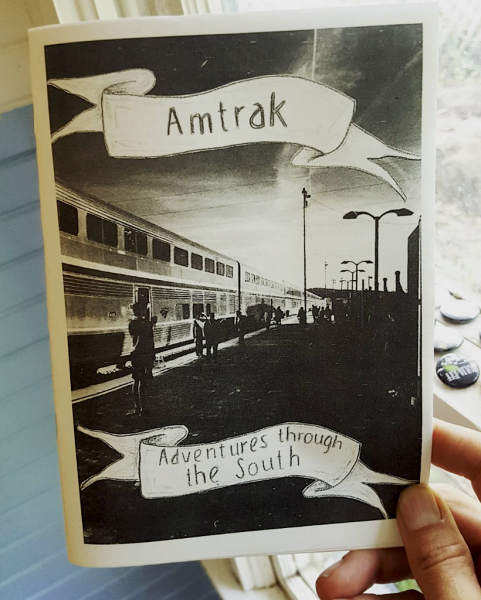 Amtrak
Adventures through
the South